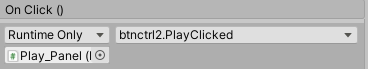 On Click ()
Runtime Only btnctrl2.PlayClicked
Play_Panel (